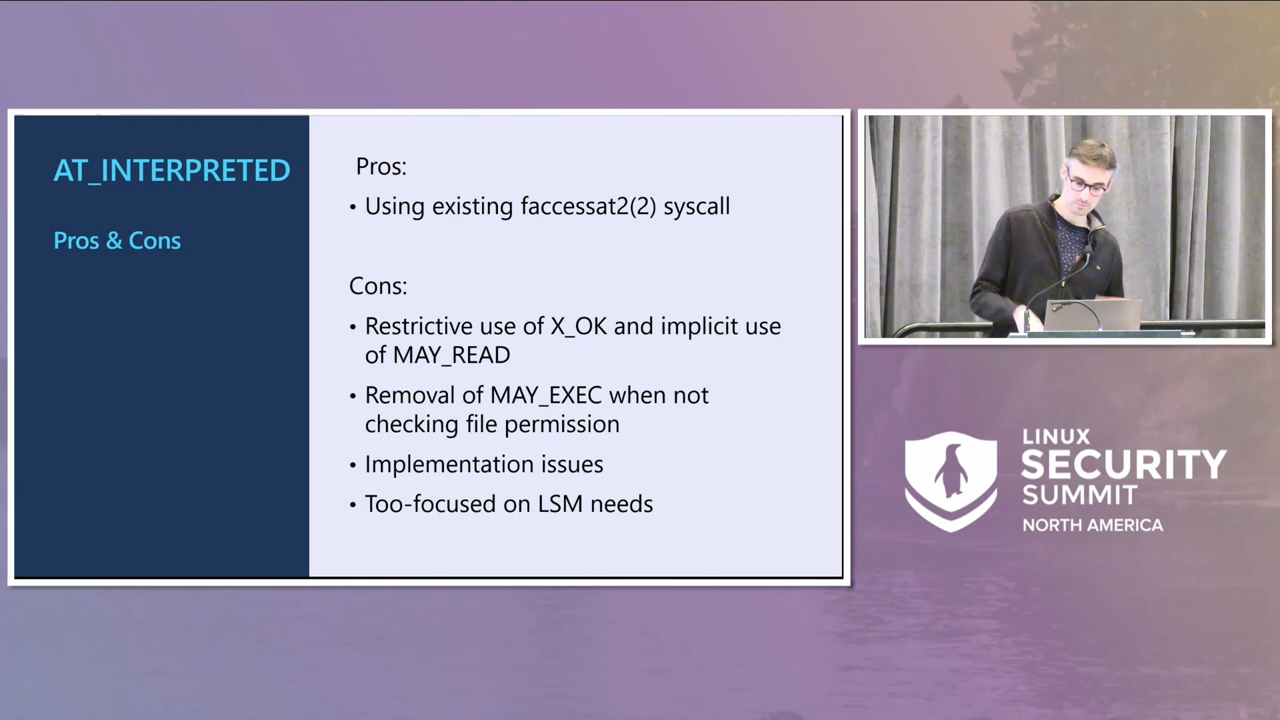 AT_INTERPRETED
Pros & Cons
Pros:
• Using existing faccessat2(2) syscall
Cons:
• Restrictive use of X_OK and implicit use
of MAY_READ
• Removal of MAY_EXEC when not
checking file permission
• Implementation issues
• Too-focused on LSM needs
LINUX
SECURITY
SUMMIT
NORTH AMERICA